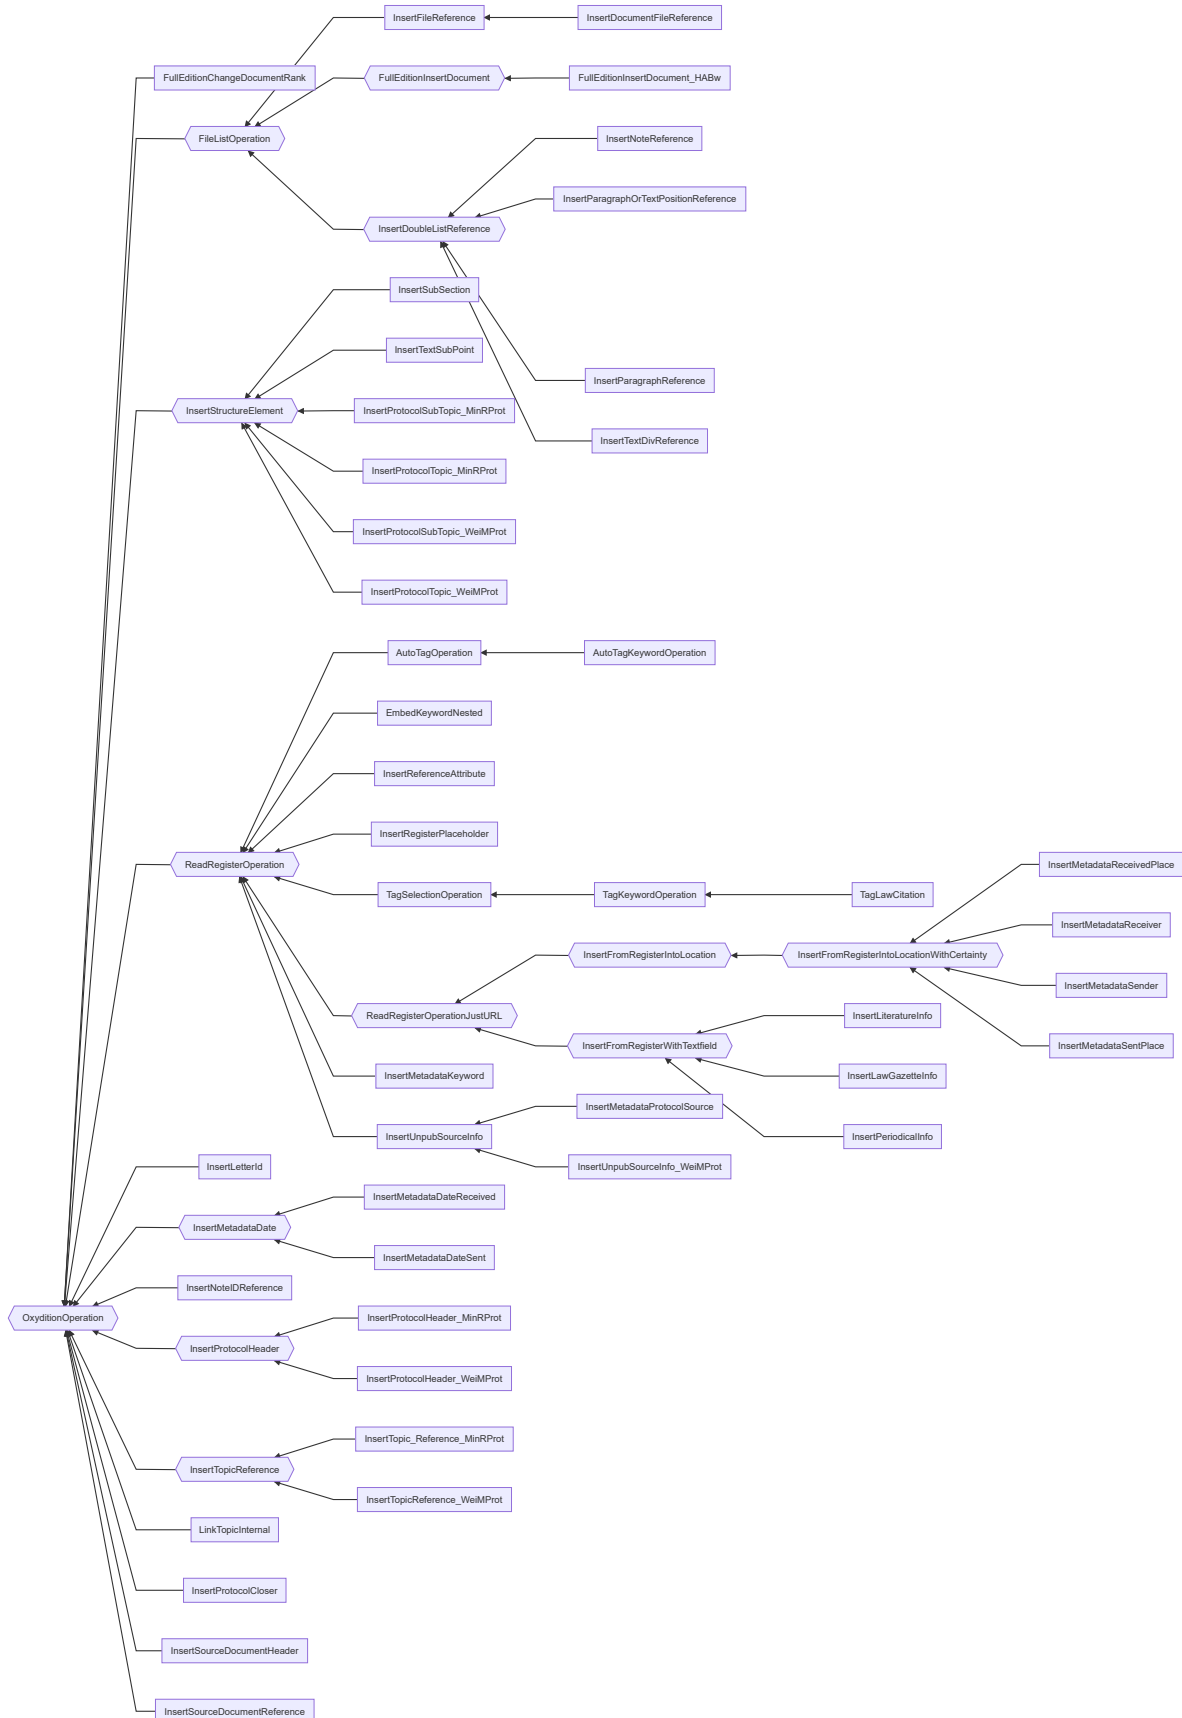 InsertFileReference
InsertDocumentFileReference
FullEditionChangeDocumentRank
FullEditionInsertDocument
FullEditionInsertDocument_HABw
FileListOperation
InsertNoteReference
InsertParagraphOrTextPositionReference
InsertDoubleListReference
InsertSubSection
InsertTextSubPoint
InsertParagraphReference
InsertStructureElement
InsertProtocolSubTopic_MinRProt
InsertTextDivReference
InsertProtocolTopic_MinRProt
InsertProtocolSubTopic_WeiMProt
InsertProtocolTopic_WeiMProt
AutoTagOperation
AutoTagKeywordOperation
EmbedKeywordNested
InsertReferenceAttribute
InsertRegisterPlaceholder
ReadRegisterOperation
InsertMetadataReceivedPlace
TagSelectionOperation
TagKeywordOperation
TagLawCitation
InsertMetadataReceiver
InsertFromRegisterIntoLocation
InsertFromRegisterIntoLocationWithCertainty
InsertMetadataSender
ReadRegisterOperationJustURL
InsertLiteratureInfo
InsertFromRegisterWithTextfield
InsertMetadataSentPlace
InsertMetadataKeyword
InsertLawGazetteInfo
InsertMetadataProtocolSource
InsertUnpubSourceInfo
InsertPeriodicalInfo
InsertLetterId
InsertUnpubSourceInfo_WeiMProt
InsertMetadataDateReceived
InsertMetadataDate
InsertMetadataDateSent
InsertNoteIDReference
OxyditionOperation
InsertProtocolHeader_MinRProt
InsertProtocolHeader
InsertProtocolHeader_WeiMProt
InsertTopic_Reference_MinRProt
InsertTopicReference
InsertTopicReference_WeiMProt
LinkTopicInternal
InsertProtocolCloser
InsertSourceDocumentHeader
InsertSourceDocumentReference